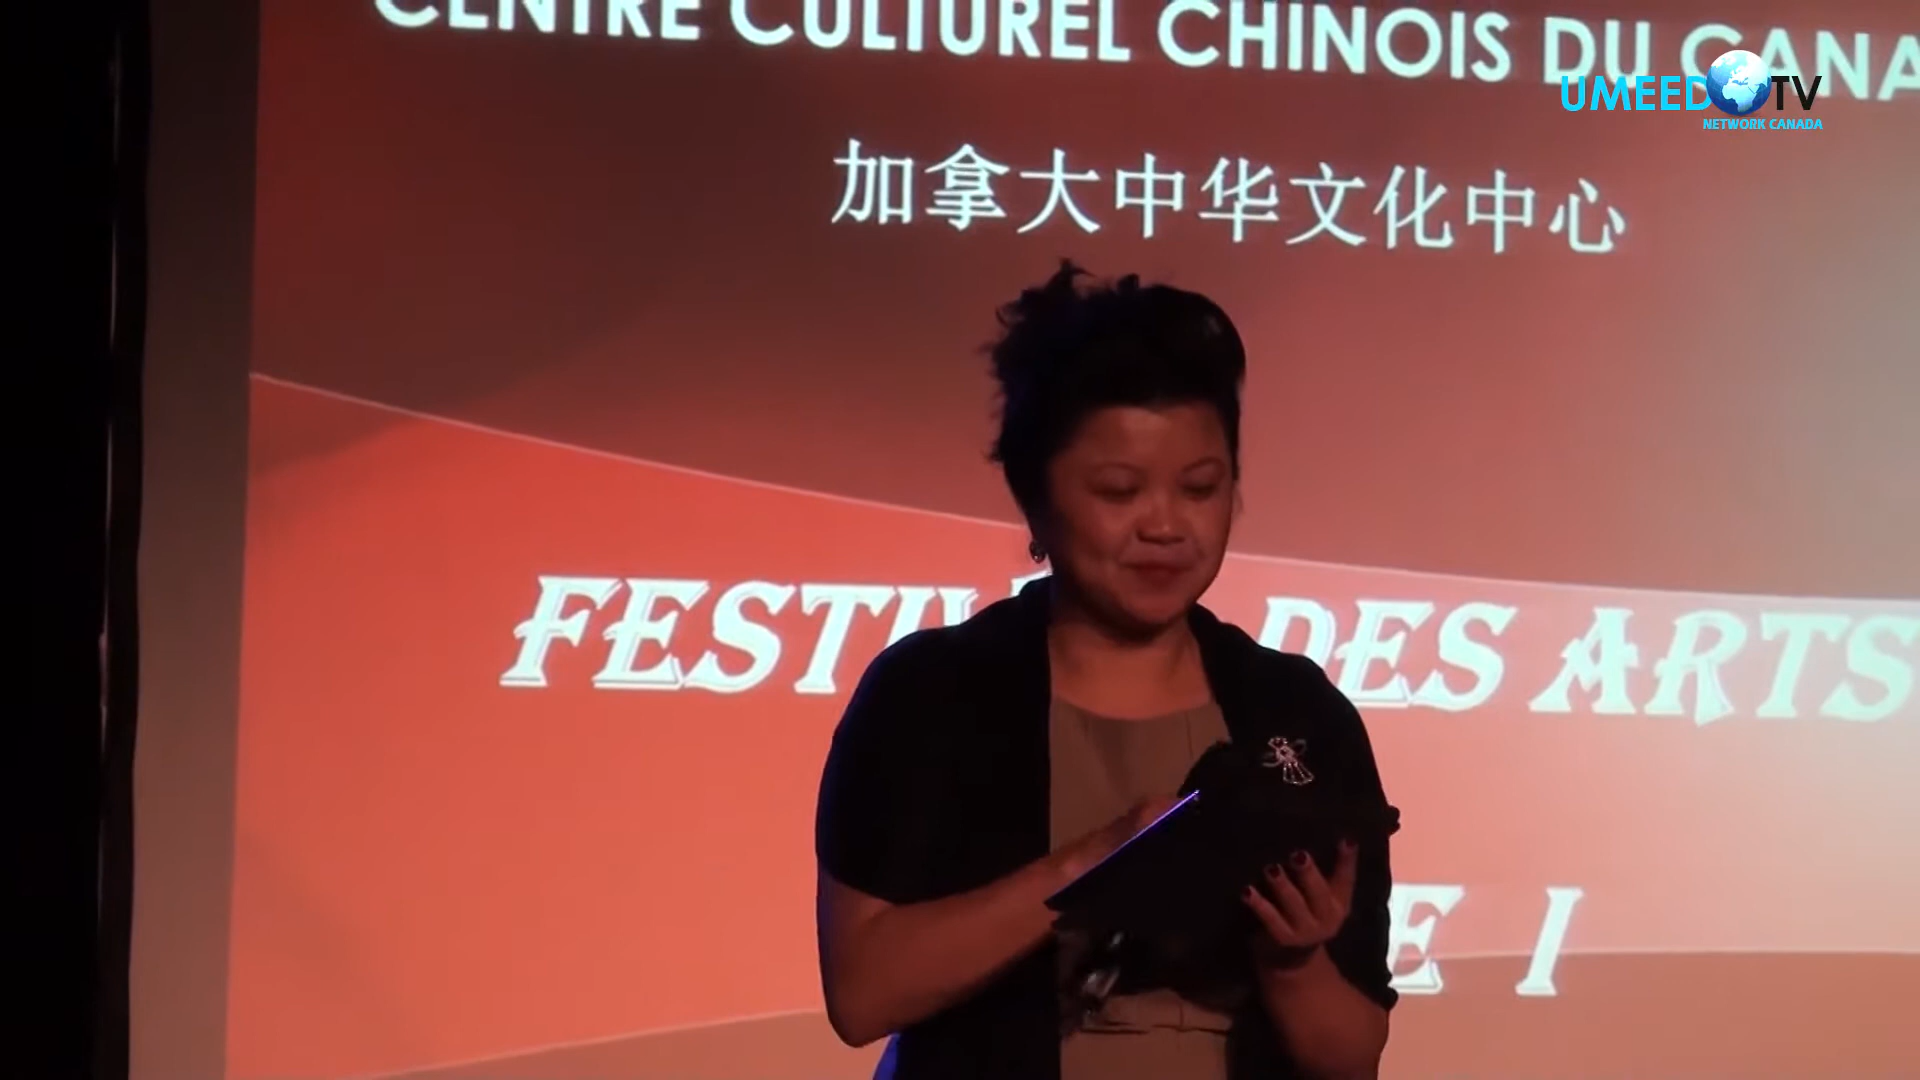 CENTRE CULTUREL CHINOIS DU CANA
UMEED TV
NETWORK CANADA
加拿大中华文化中心
FESTIV DES ARTS
E I